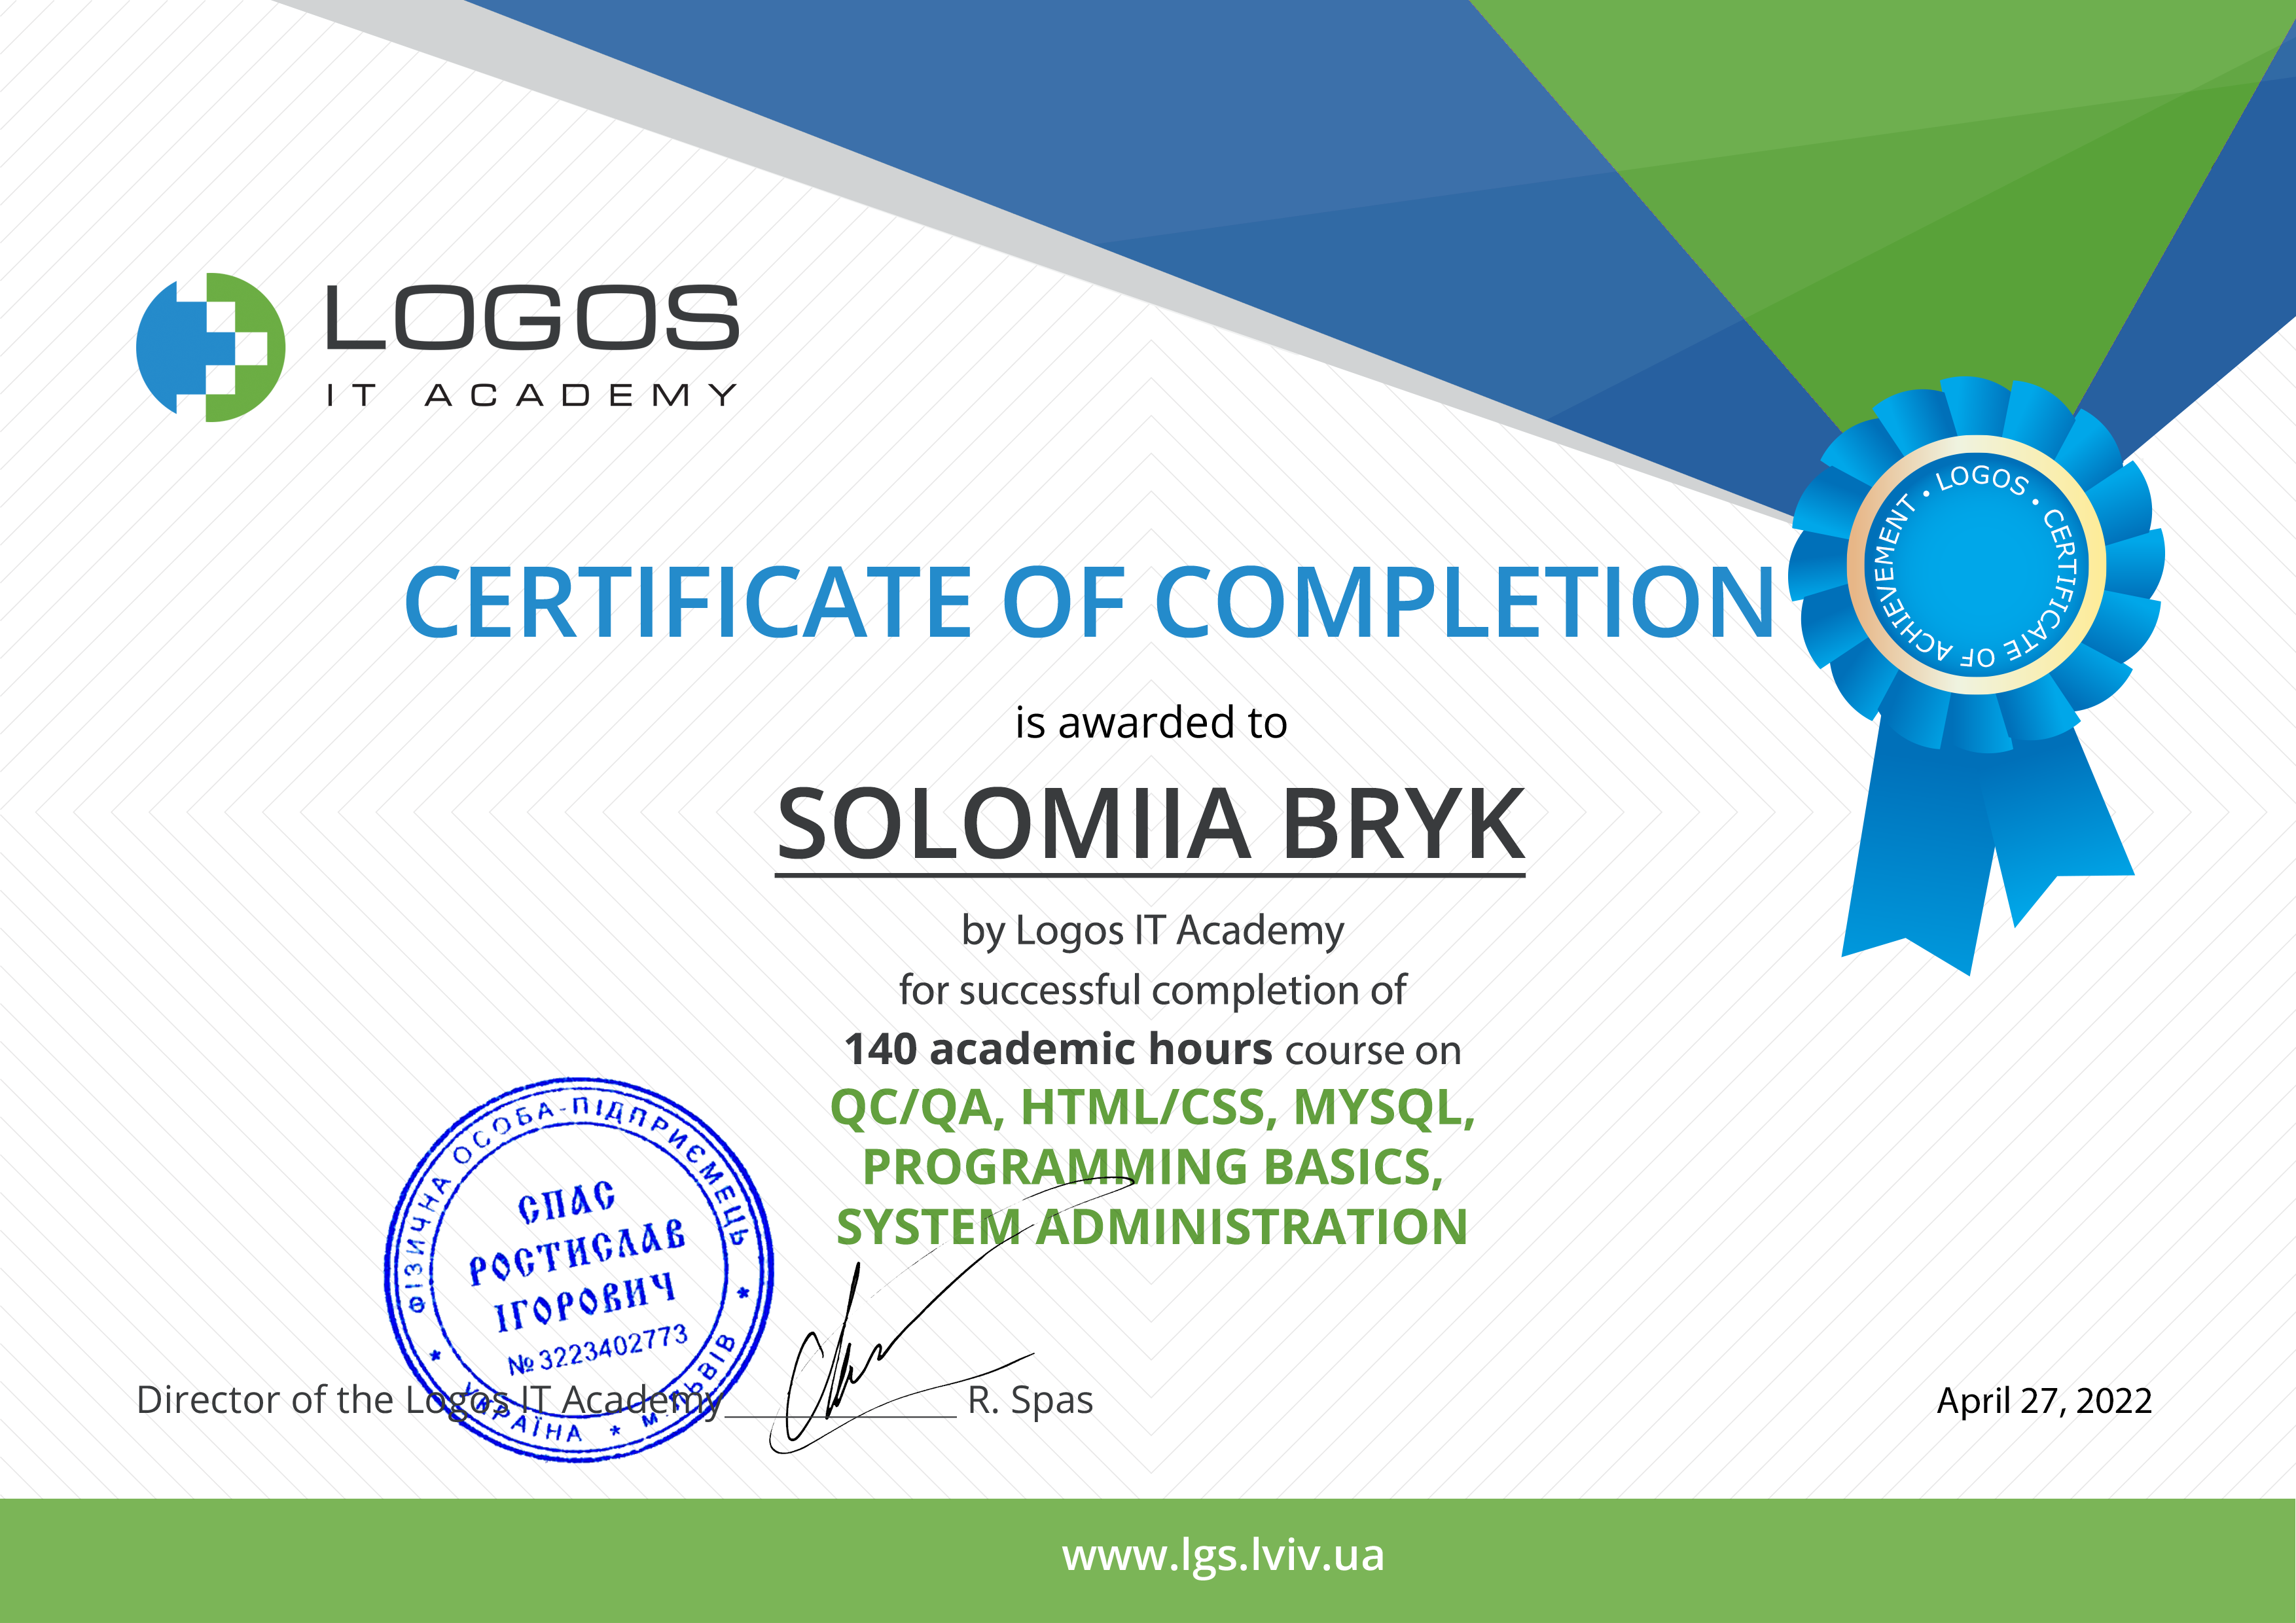 LOGOS
IT ACADEMY
• LOGOS • CERTIFICATE OF ACHIEVEMENT
CERTIFICATE OF COMPLETION
is awarded to
SOLOMIIA BRYK
by Logos IT Academy
for successful completion of
140 academic hours course on
QC/QA, HTML/CSS, MYSQL,
PROGRAMMING BASICS,
SYSTEM ADMINISTRATION
ФІЗИЧНА ОСОБА-ПІДПРИЄМЕЦЬ
СПАС
РОСТИСЛАВ
ІГОРОВИЧ
№ 3223402773
* УКРАЇНА * м. ЛЬВІВ *
Director of the Logos IT Academy____________ R. Spas
April 27, 2022
www.lgs.lviv.ua